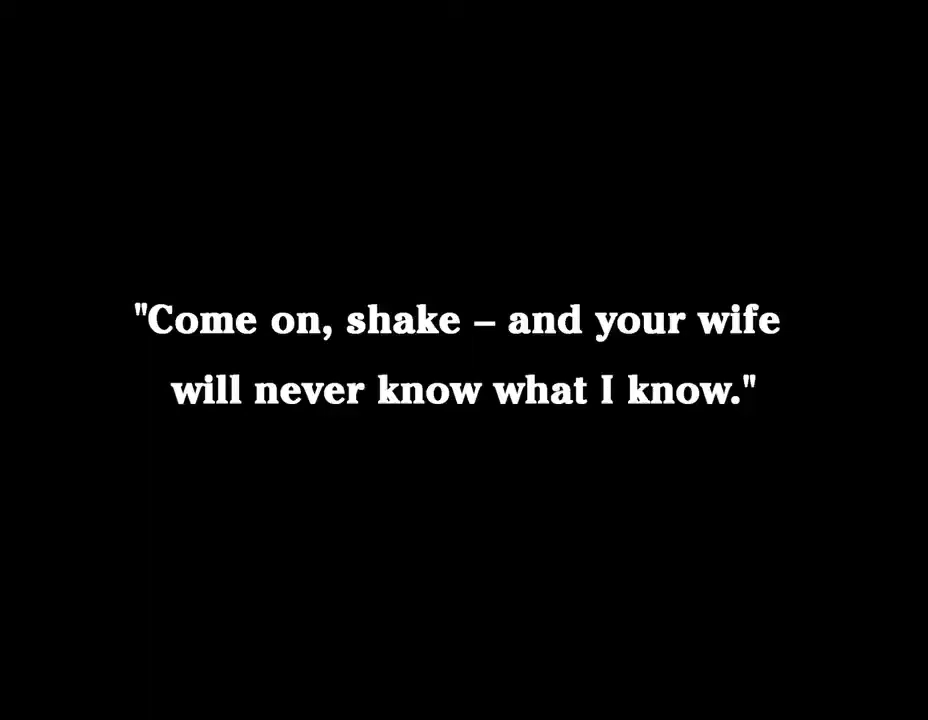 "Come on, shake – and your wife
will never know what I know."